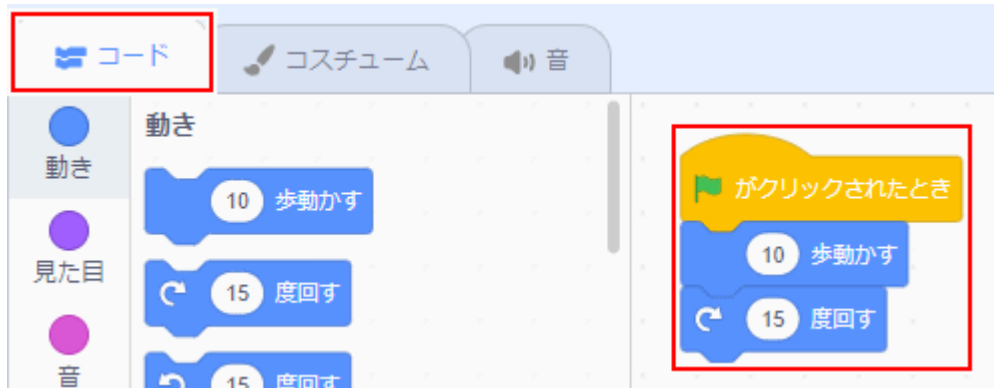 コード
コスチューム
音
動き
見た目
音
動き
10 歩動かす
15 度回す
15 度回す
がクリックされたとき
10 歩動かす
15 度回す